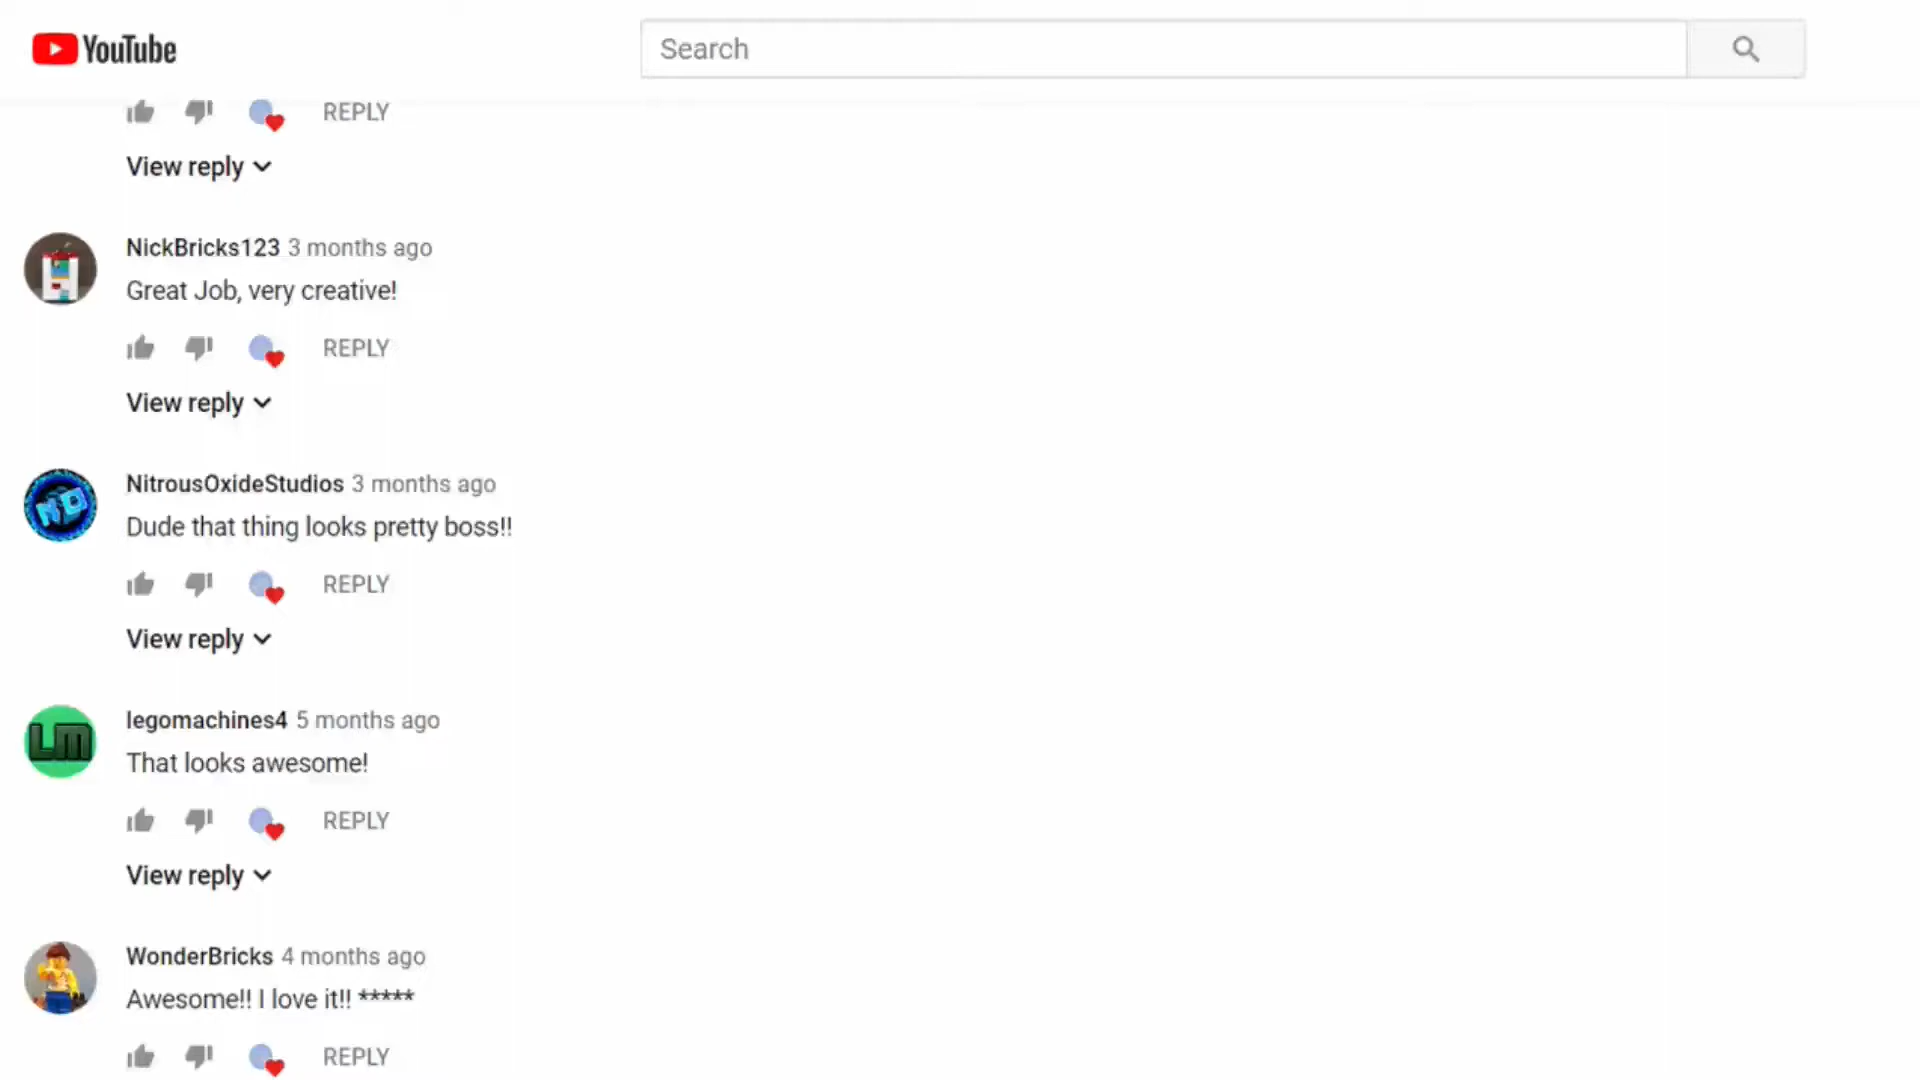 YouTube
Search
REPLY
View reply
NickBricks123 3 months ago
Great Job, very creative!
REPLY
View reply
NO
NitrousOxideStudios 3 months ago
Dude that thing looks pretty boss!!
REPLY
View reply
LM
legomachines4 5 months ago
That looks awesome!
REPLY
View reply
WonderBricks 4 months ago
Awesome!! I love it!! *****
REPLY